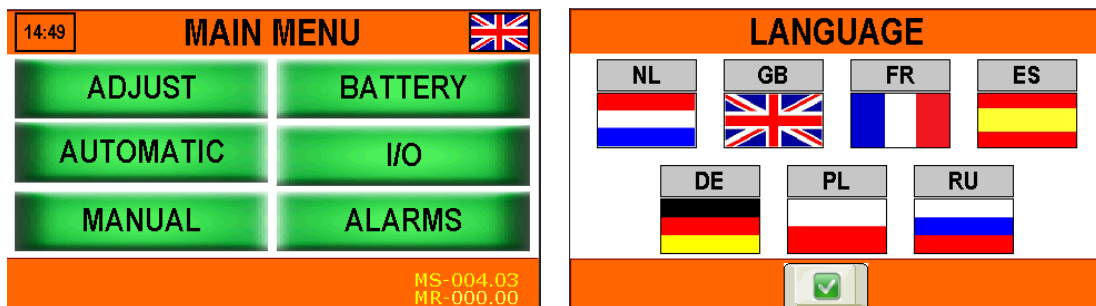 14:49 MAIN MENU
ADJUST BATTERY
AUTOMATIC I/O
MANUAL ALARMS
MS-004.03
MR-000.00
LANGUAGE
NL GB FR ES
DE PL RU